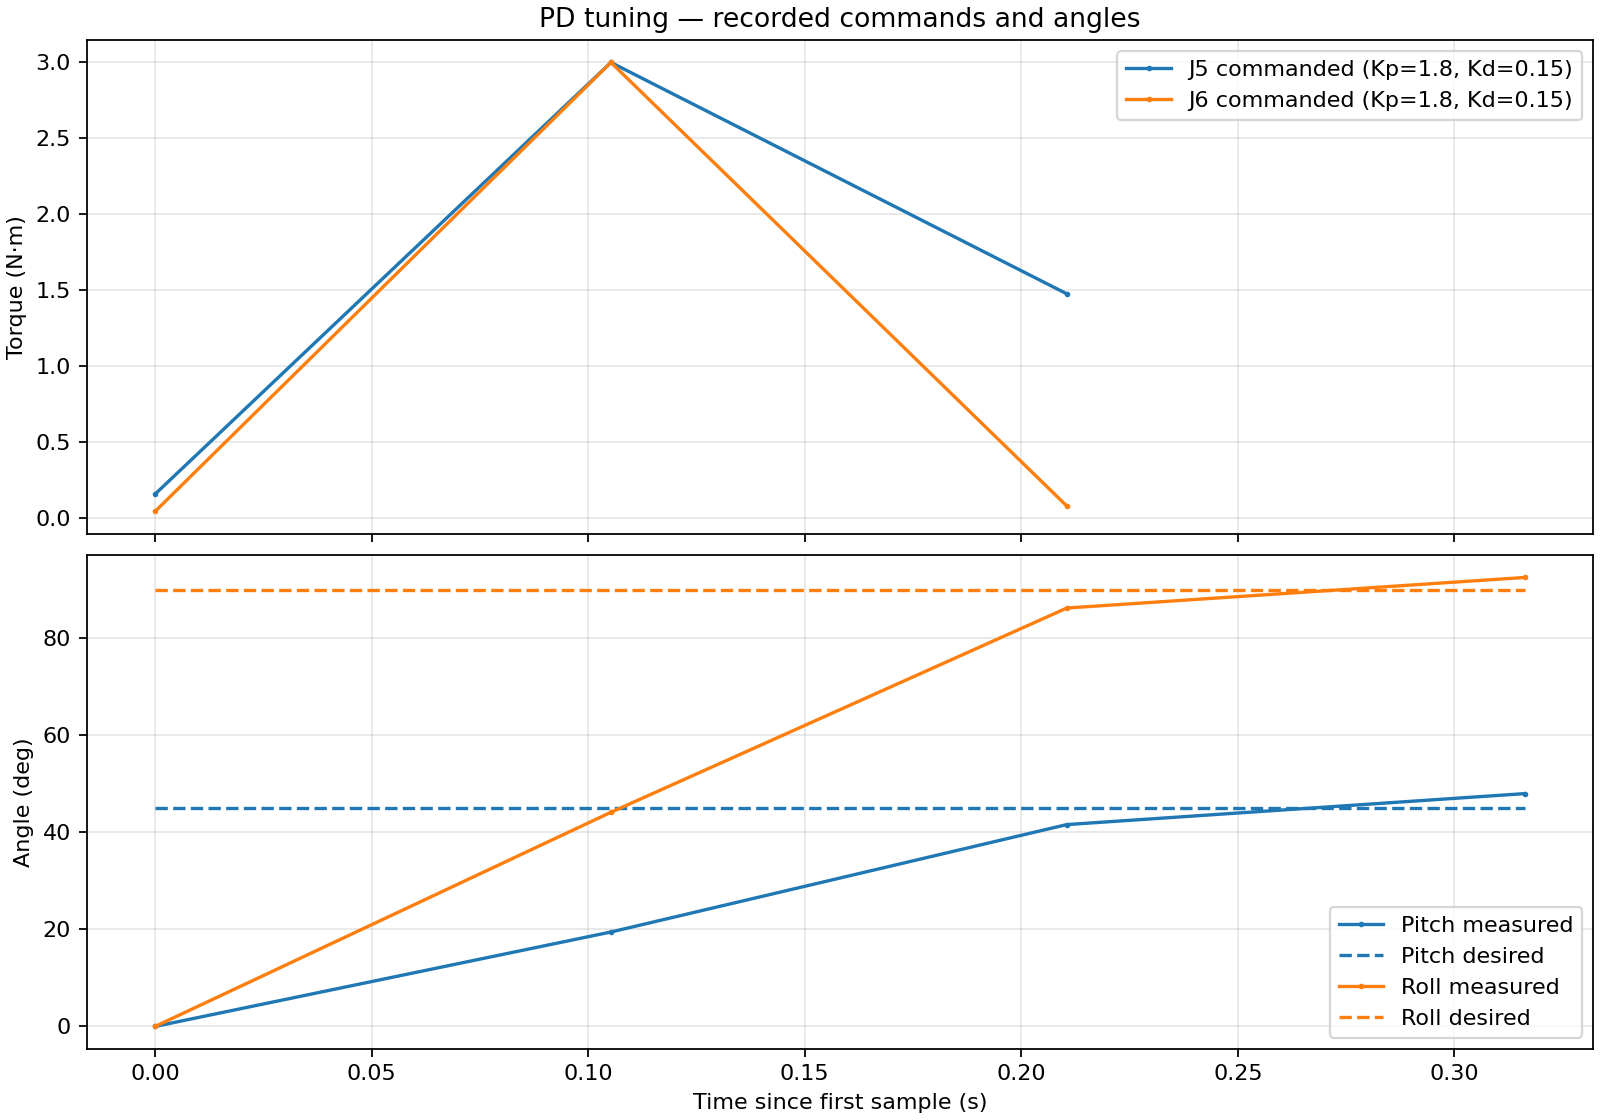 PD tuning — recorded commands and angles
3.0
2.5
2.0
1.5
1.0
0.5
0.0
Torque (N·m)
J5 commanded (Kp=1.8, Kd=0.15)
J6 commanded (Kp=1.8, Kd=0.15)
80
60
40
20
0
Angle (deg)
Pitch measured
Pitch desired
Roll measured
Roll desired
0.00 0.05 0.10 0.15 0.20 0.25 0.30
Time since first sample (s)